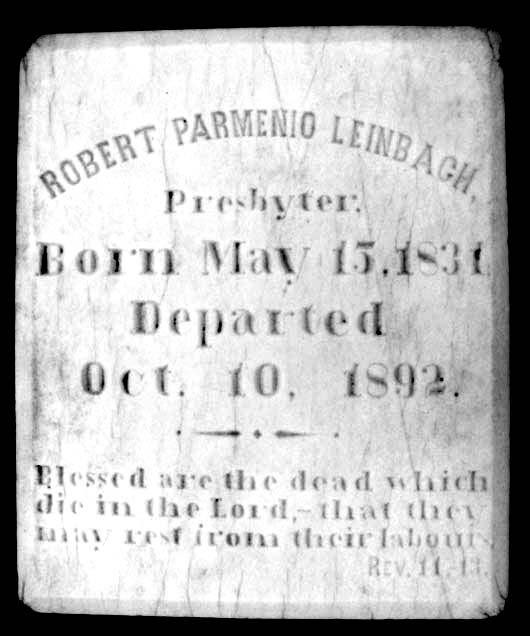 ROBERT PARMENIO LEINBACH,
Presbyter.
Born May 15, 1831
Departed
Oct. 10, 1892.
Blessed are the dead which
die in the Lord,~that they
may rest from their labours.
REV. 14.13.